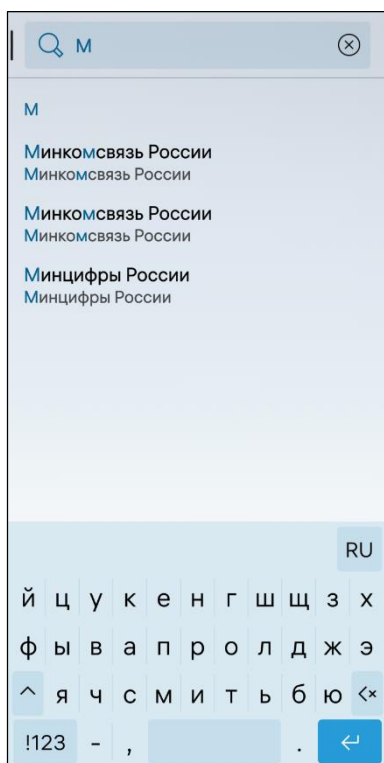 М
М
Минкомсвязь России
Минкомсвязь России
Минкомсвязь России
Минкомсвязь России
Минцифры России
Минцифры России
RU
й ц у к е н г ш щ з х
ф ы в а п р о л д ж э
я ч с м и т ь б ю
!123 - , .